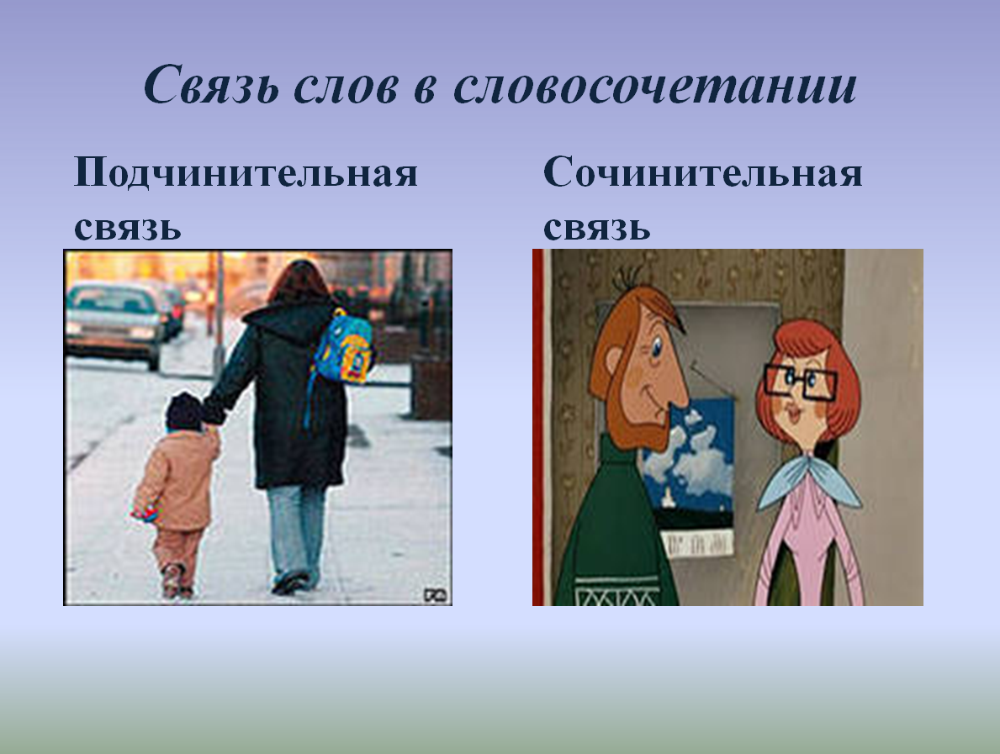 Связь слов в словосочетании
Подчинительная
связь
Сочинительная
связь